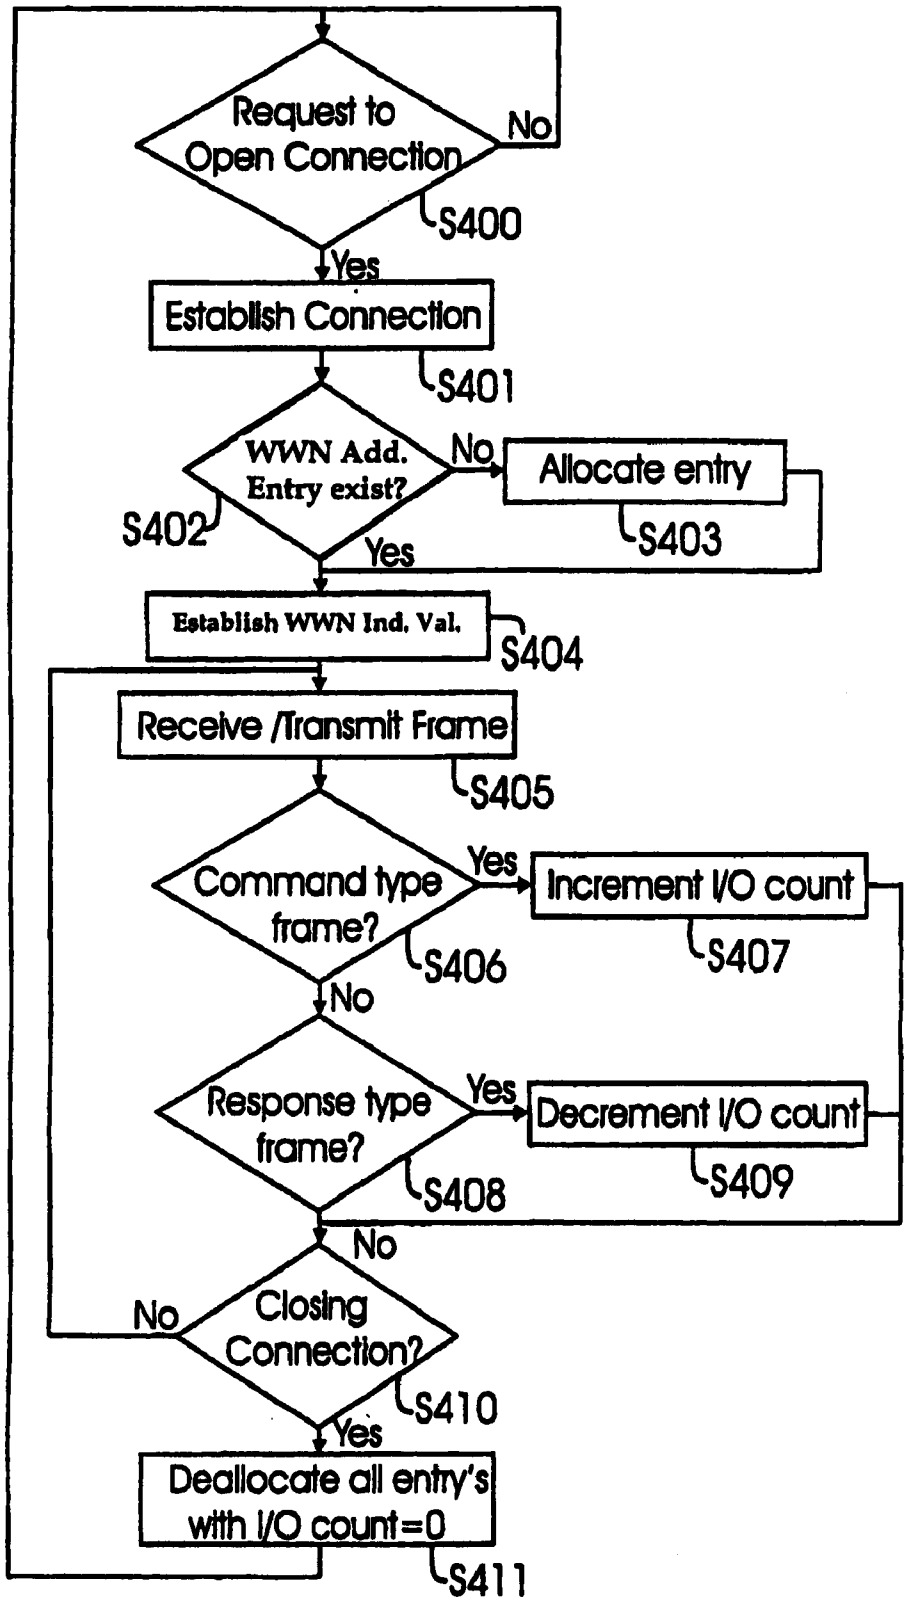 Request to
Open Connection
No
S400
Yes
Establish Connection
S401
WWN Add.
Entry exist?
No
Allocate entry
S402
S403
Yes
Establish WWN Ind. Val.
S404
Receive /Transmit Frame
S405
Command type
frame?
Yes
Increment I/O count
S406
S407
No
Response type
frame?
Yes
Decrement I/O count
S408
S409
No
Closing
Connection?
No
S410
Yes
Deallocate all entry's
with I/O count=0
S411